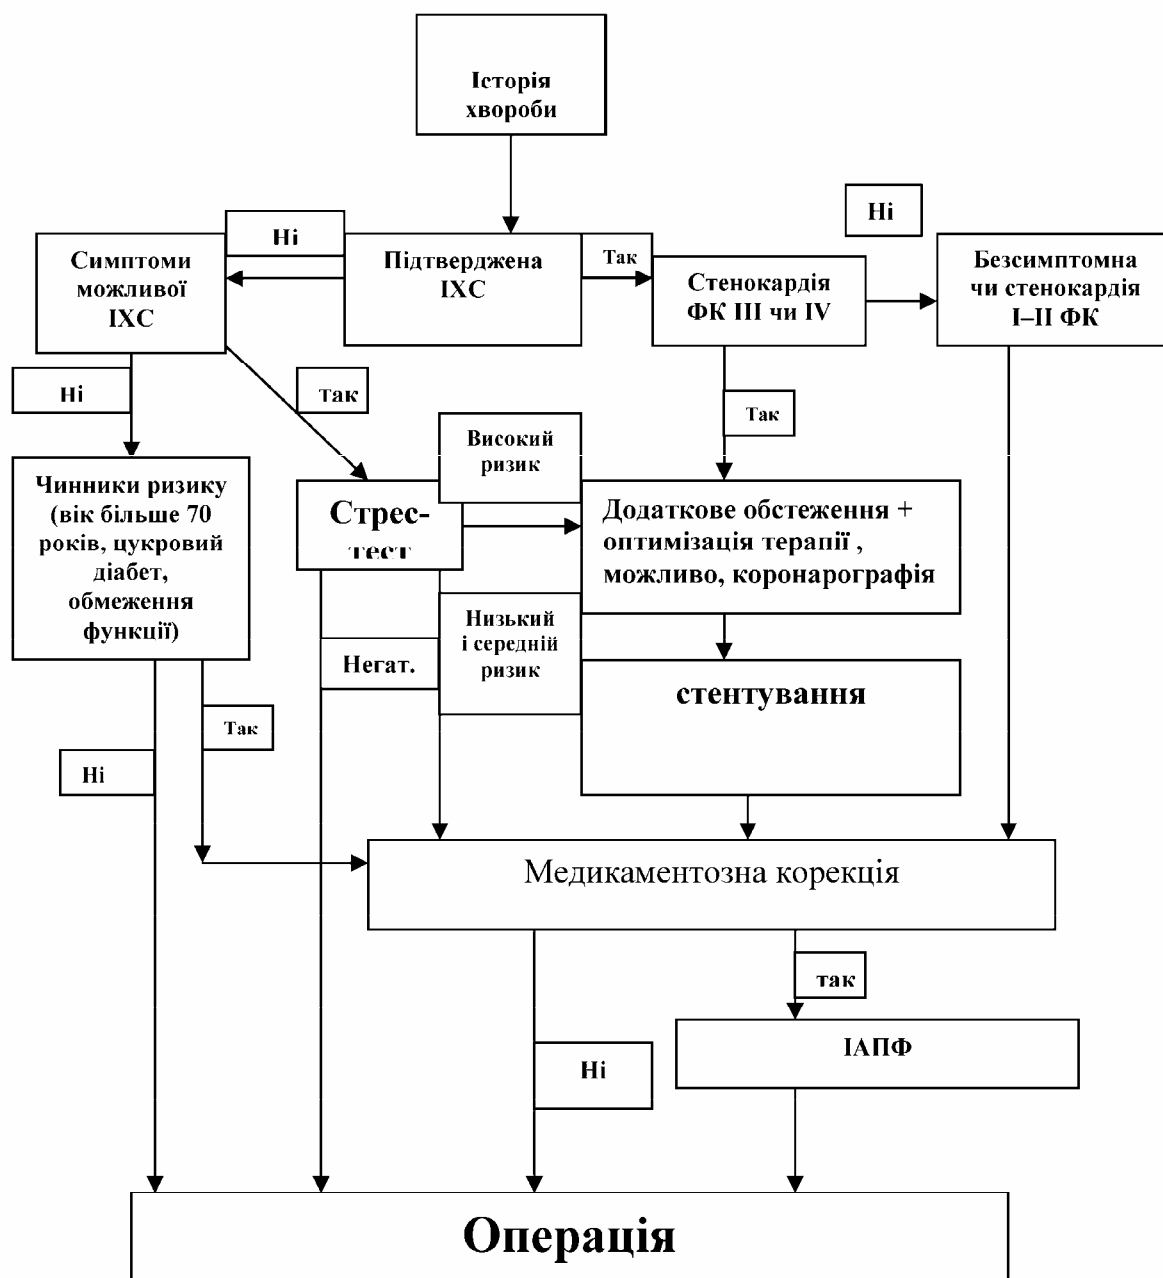 Історія
хвороби
Ні
Ні
Підтверджена
ІХС
Так
Симптоми
можливої
ІХС
Стенокардія
ФК ІІІ чи IV
Безсимптомна
чи стенокардія
І–ІІ ФК
Ні
так
Так
Високий
ризик
Чинники ризику
(вік більше 70
років, цукровий
діабет,
обмеження
функції)
Стрес-
тест
Додаткове обстеження +
оптимізація терапії ,
можливо, коронарографія
Низький
і середній
ризик
Негат.
стентування
Так
Ні
Медикаментозна корекція
так
ІАПФ
Ні
Операція